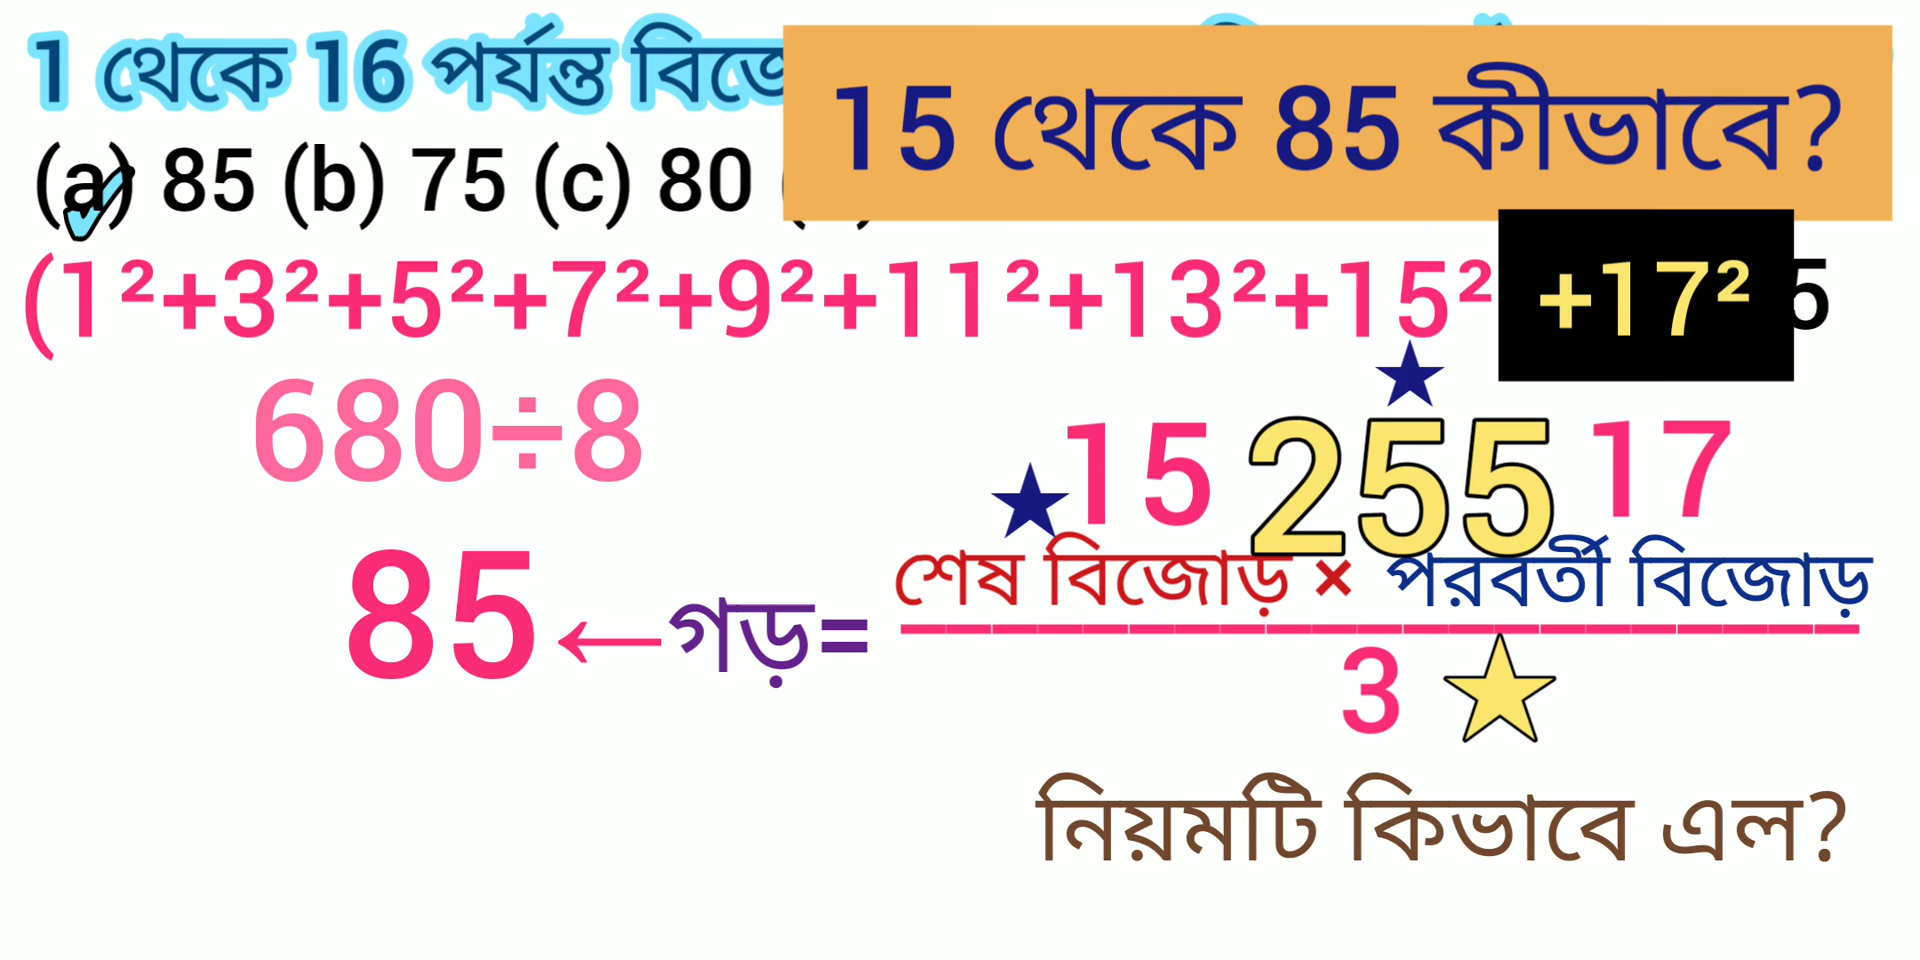 1 থেকে 16 পর্যন্ত
15 থেকে 85 কীভাবে?
(a) 85 (b) 75 (c) 80
(1²+3²+5²+7²+9²+11²+13²+15² +17² 5
680÷8
15 255 17
শেষ বিজোড় × পরবর্তী বিজোড়
85←গড়=
3
নিয়মটি কিভাবে এল?